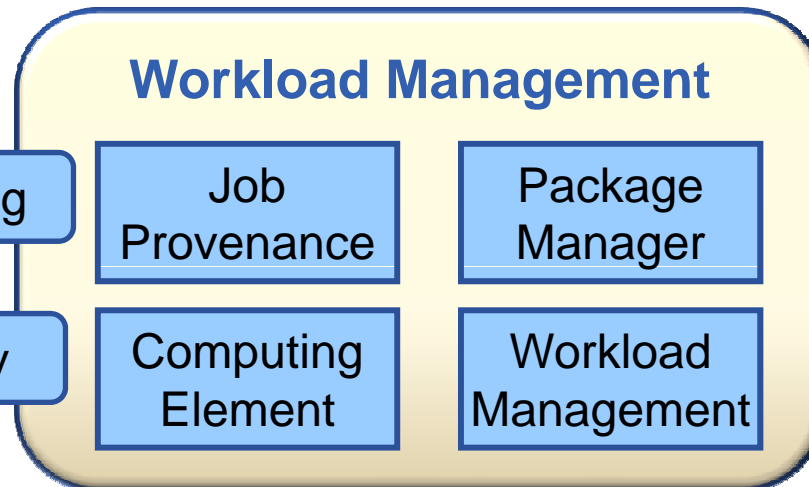 Workload Management
g
Job
Provenance
Package
Manager
y
Computing
Element
Workload
Management